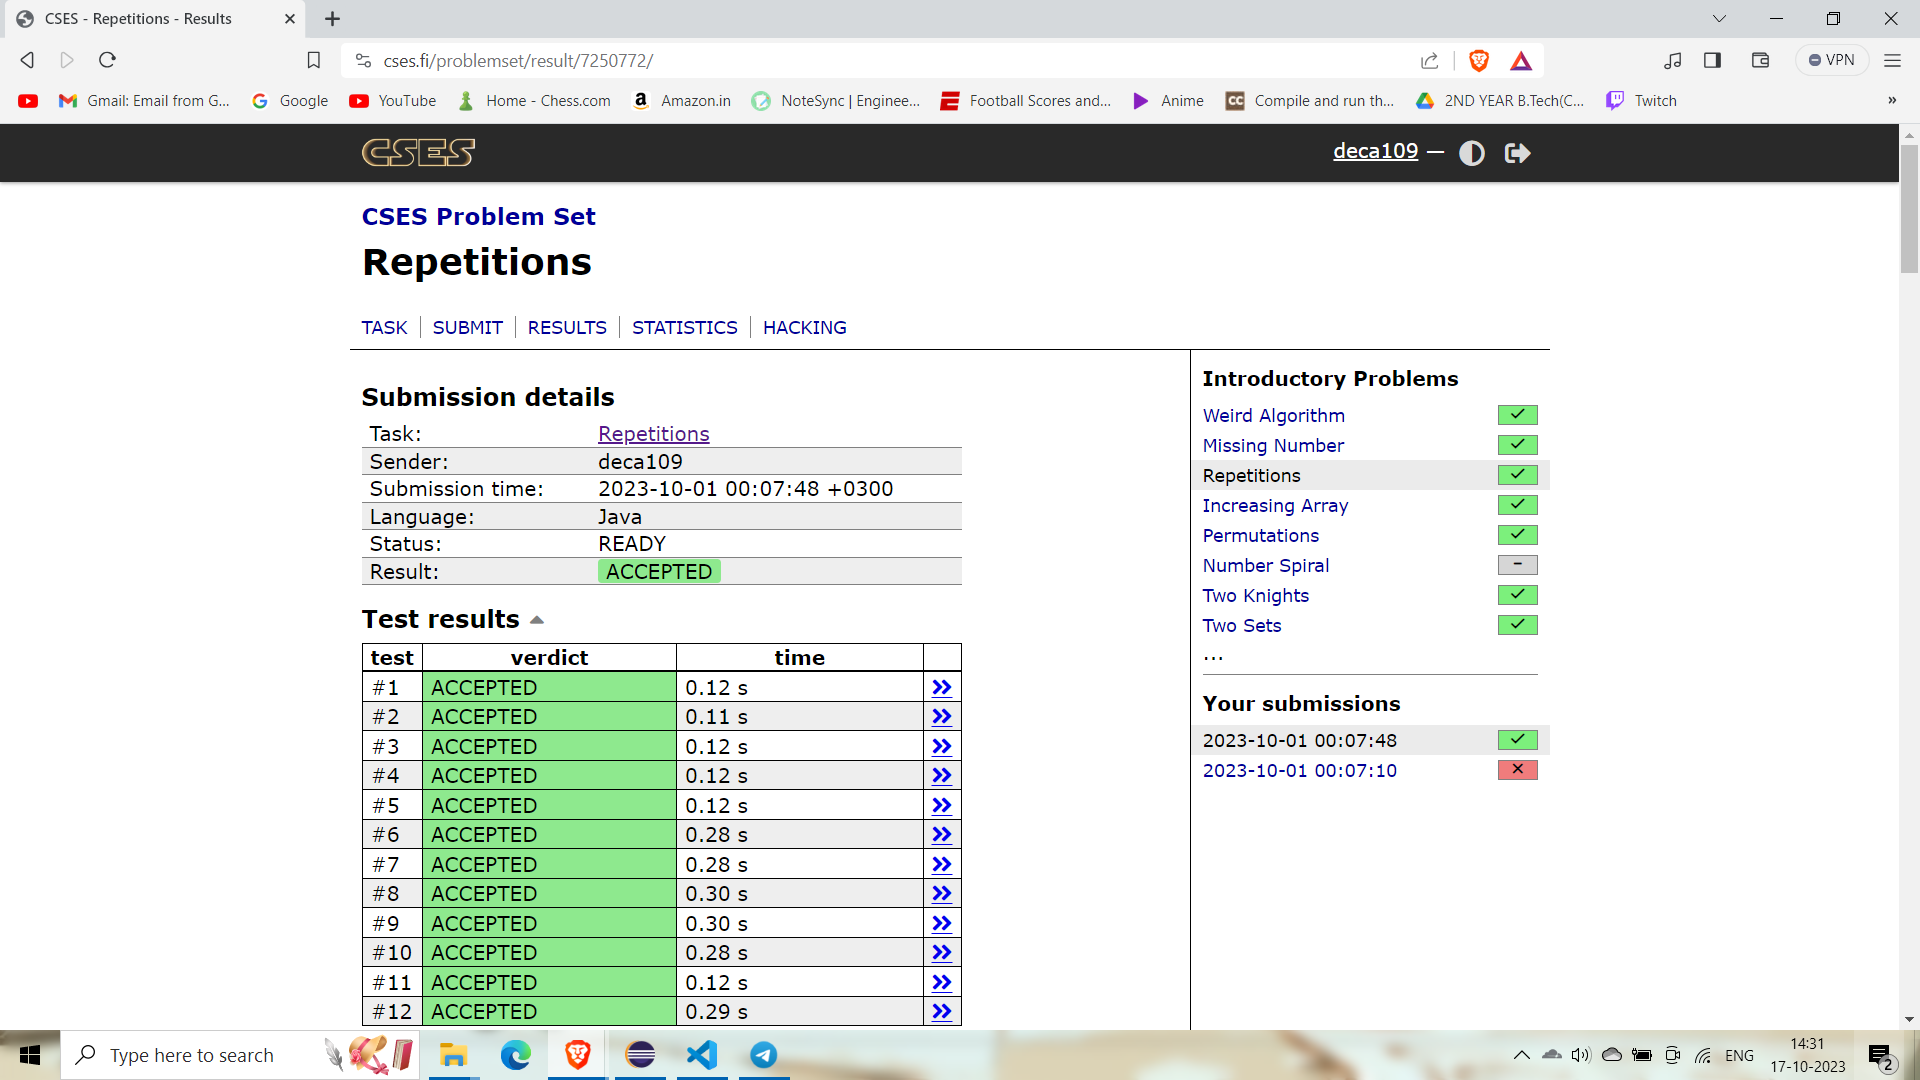 CSES - Repetitions - Results
cses.fi/problemset/result/7250772/
VPN
Gmail: Email from G...
Google
YouTube
Home - Chess.com
Amazon.in
NoteSync | Enginee...
Football Scores and...
Anime
CC
Compile and run th...
2ND YEAR B.Tech(C...
Twitch
»
CSES
deca109 —
CSES Problem Set
Repetitions
TASK
SUBMIT
RESULTS
STATISTICS
HACKING
Submission details
Task: Repetitions
Sender: deca109
Submission time: 2023-10-01 00:07:48 +0300
Language: Java
Status: READY
Result: ACCEPTED
Test results
test verdict time
#1 ACCEPTED 0.12 s
#2 ACCEPTED 0.11 s
#3 ACCEPTED 0.12 s
#4 ACCEPTED 0.12 s
#5 ACCEPTED 0.12 s
#6 ACCEPTED 0.28 s
#7 ACCEPTED 0.28 s
#8 ACCEPTED 0.30 s
#9 ACCEPTED 0.30 s
#10 ACCEPTED 0.28 s
#11 ACCEPTED 0.12 s
#12 ACCEPTED 0.29 s
Introductory Problems
Weird Algorithm
Missing Number
Repetitions
Increasing Array
Permutations
Number Spiral
Two Knights
Two Sets
...
Your submissions
2023-10-01 00:07:48
2023-10-01 00:07:10
Type here to search
ENG
14:31
17-10-2023
2